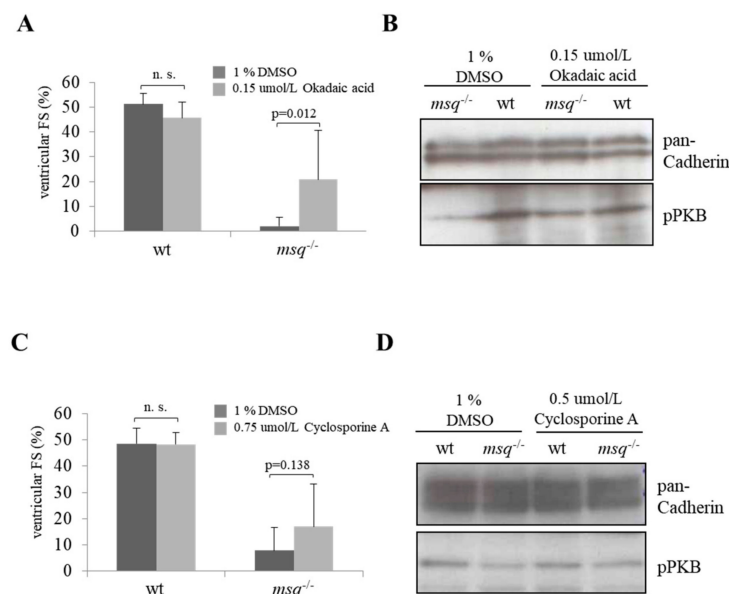 A
ventricular FS (%)
60
50
40
30
20
10
0
n. s.
1 % DMSO
0.15 umol/L Okadaic acid
p=0.012
wt
msq-/-
B
1 %
DMSO
0.15 umol/L
Okadaic acid
msq-/- wt msq-/- wt
pan-
Cadherin
pPKB
C
ventricular FS (%)
60
50
40
30
20
10
0
n. s.
1 % DMSO
0.75 umol/L Cyclosporine A
p=0.138
wt
msq-/-
D
1 %
DMSO
0.5 umol/L
Cyclosporine A
wt msq-/- wt msq-/-
pan-
Cadherin
pPKB